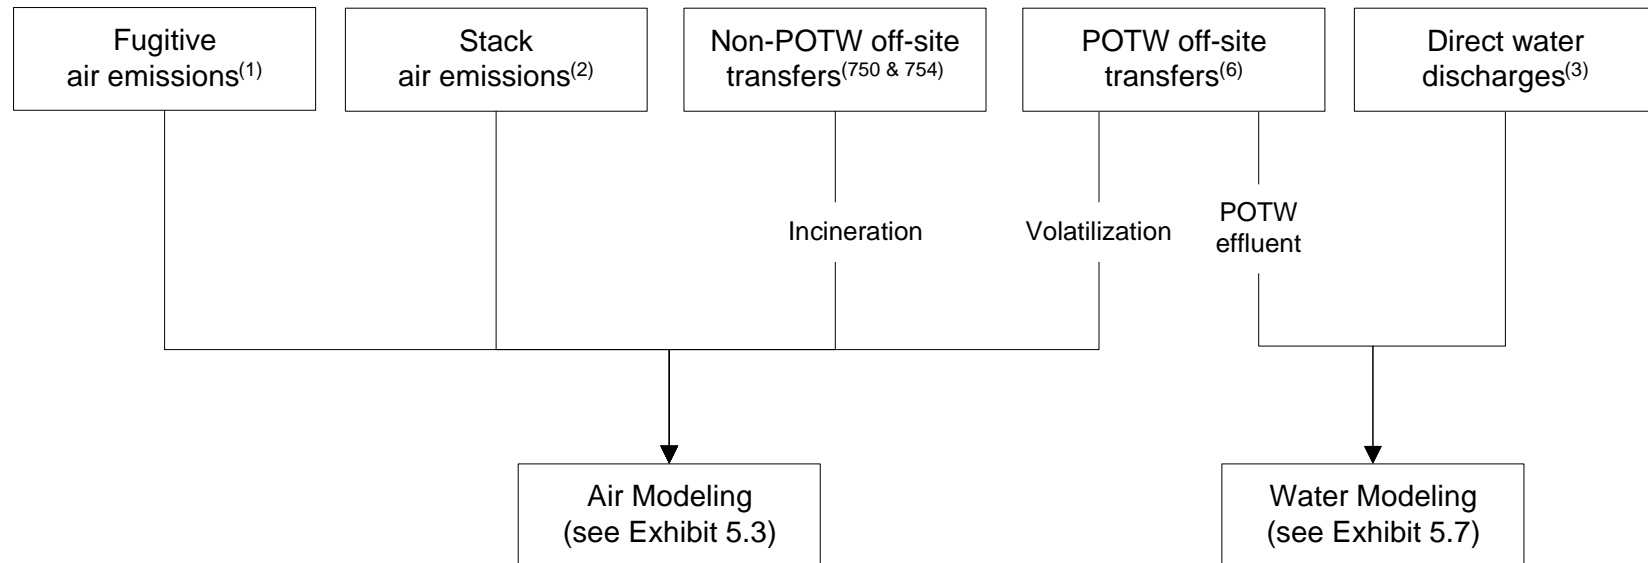 Fugitive
air emissions(1)
Stack
air emissions(2)
Non-POTW off-site
transfers(750 & 754)
POTW off-site
transfers(6)
Direct water
discharges(3)
Incineration
Volatilization
POTW
effluent
Air Modeling
(see Exhibit 5.3)
Water Modeling
(see Exhibit 5.7)